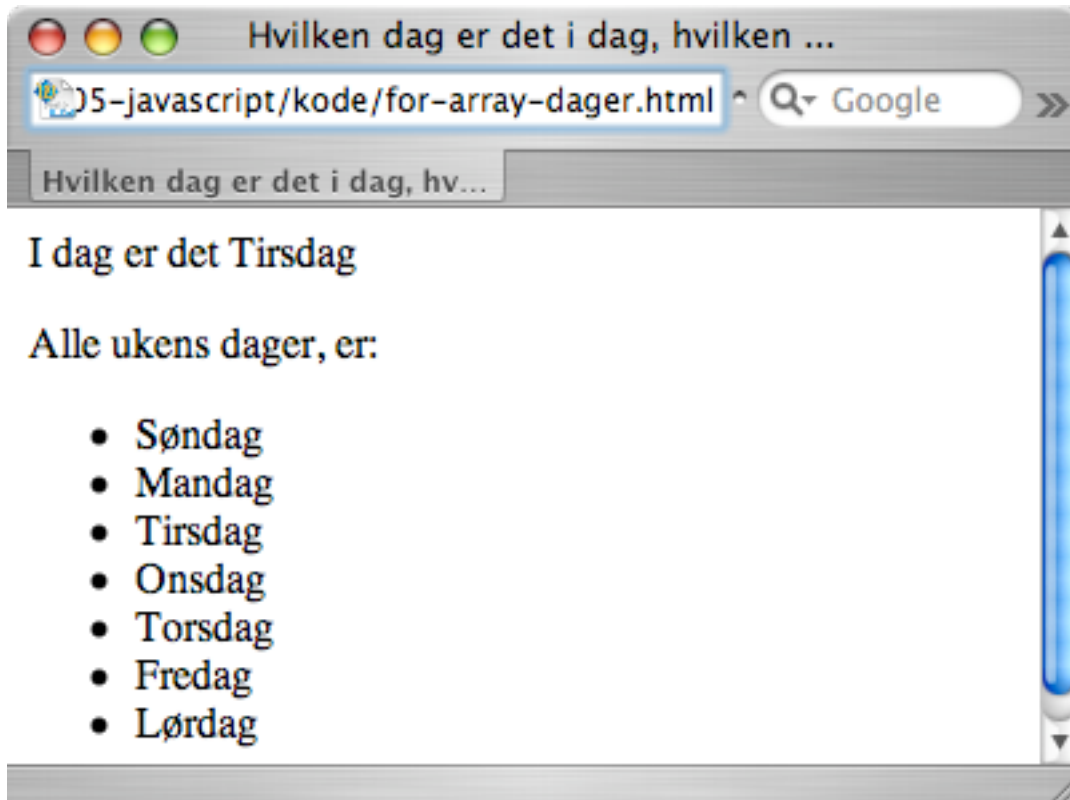 Hvilken dag er det i dag, hvilken ...
05-javascript/kode/for-array-dager.html Google
Hvilken dag er det i dag, hv...
I dag er det Tirsdag
Alle ukens dager, er:
• Søndag
• Mandag
• Tirsdag
• Onsdag
• Torsdag
• Fredag
• Lørdag